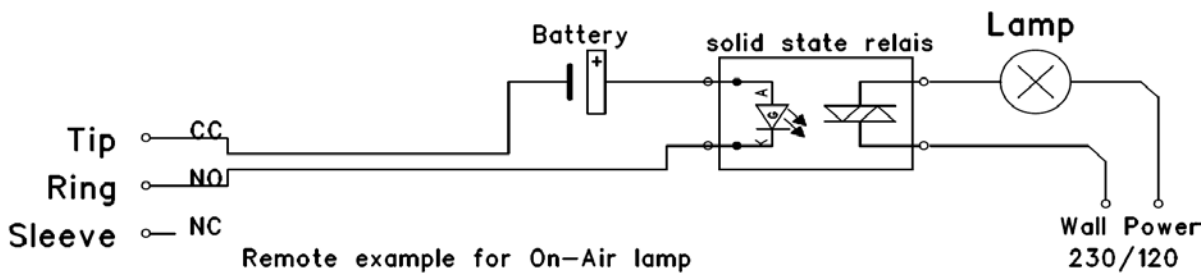 Battery
+
solid state relais
Lamp
A
G
K
Tip CC
Ring NO
Sleeve NC
Remote example for On-Air lamp
Wall Power
230/120